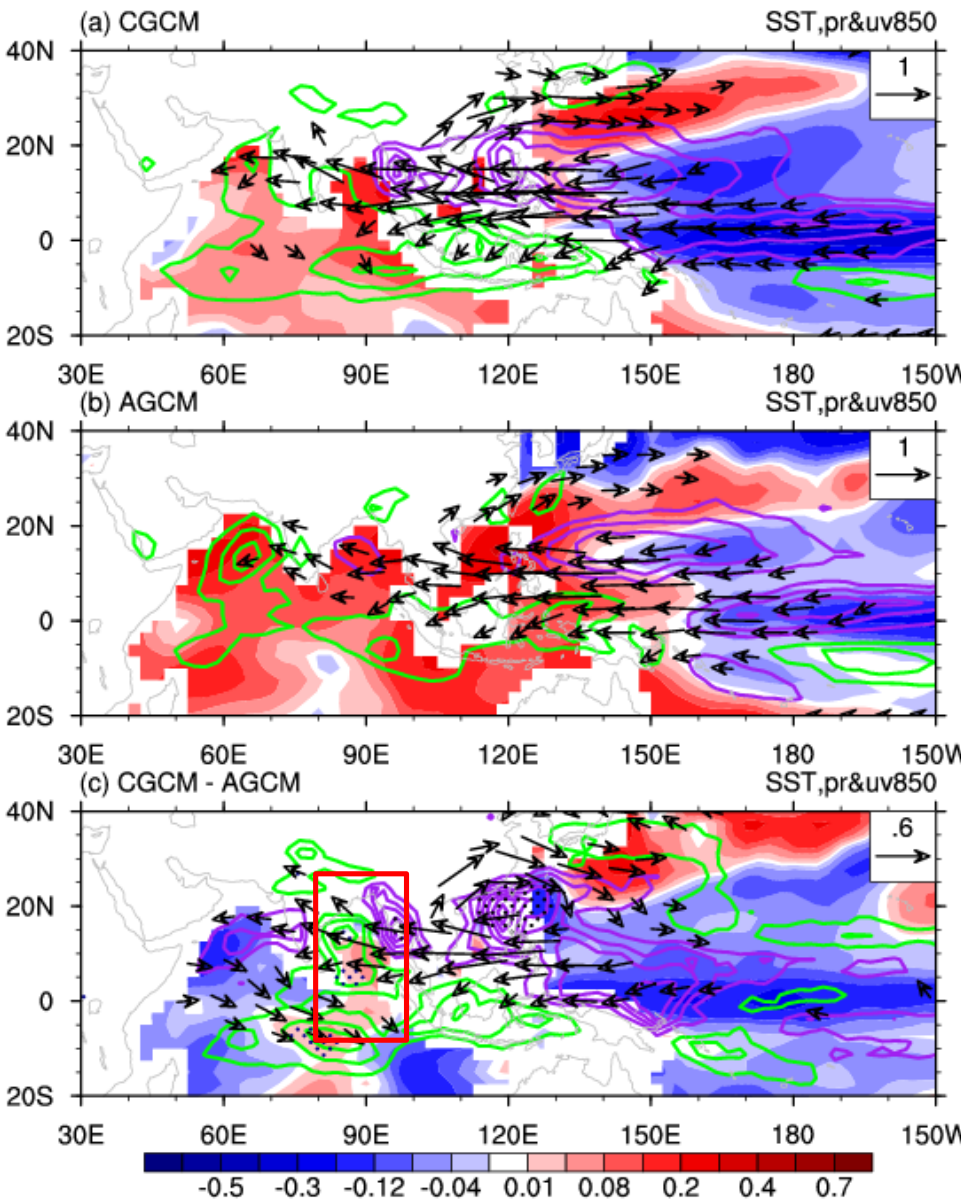 (a) CGCM SST,pr&uv850
40N
1
20N
0
20S
30E 60E 90E 120E 150E 180 150W
(b) AGCM SST,pr&uv850
40N
1
20N
0
20S
30E 60E 90E 120E 150E 180 150W
(c) CGCM - AGCM SST,pr&uv850
40N
.6
20N
0
20S
30E 60E 90E 120E 150E 180 150W
-0.5 -0.3 -0.12 -0.04 0.01 0.08 0.2 0.4 0.7